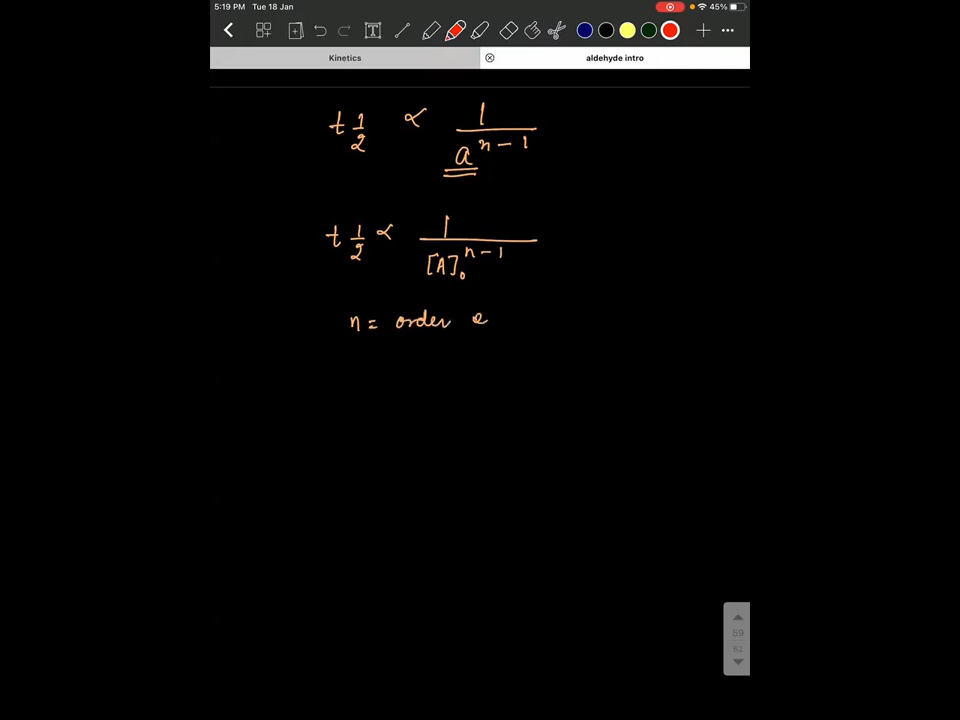 5:19 PM Tue 18 Jan 45%
Kinetics aldehyde intro
t 1/2 ∝ 1/a^(n-1)
t 1/2 ∝ 1/[A]₀^(n-1)
n = order
59